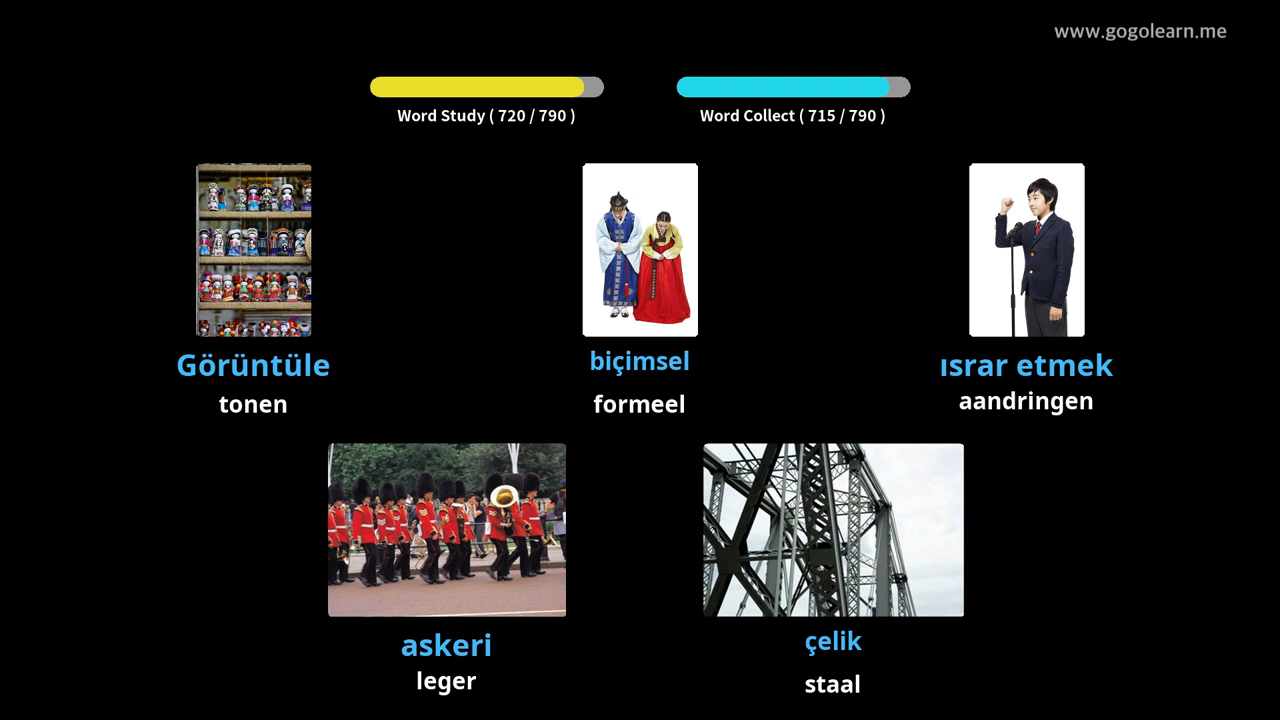 www.gogolearn.me
Word Study ( 720 / 790 )
Word Collect ( 715 / 790 )
Görüntüle
tonen
biçimsel
formeel
ısrar etmek
aandringen
askeri
leger
çelik
staal